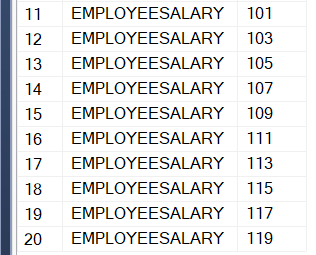 11 EMPLOYEESALARY 101
12 EMPLOYEESALARY 103
13 EMPLOYEESALARY 105
14 EMPLOYEESALARY 107
15 EMPLOYEESALARY 109
16 EMPLOYEESALARY 111
17 EMPLOYEESALARY 113
18 EMPLOYEESALARY 115
19 EMPLOYEESALARY 117
20 EMPLOYEESALARY 119